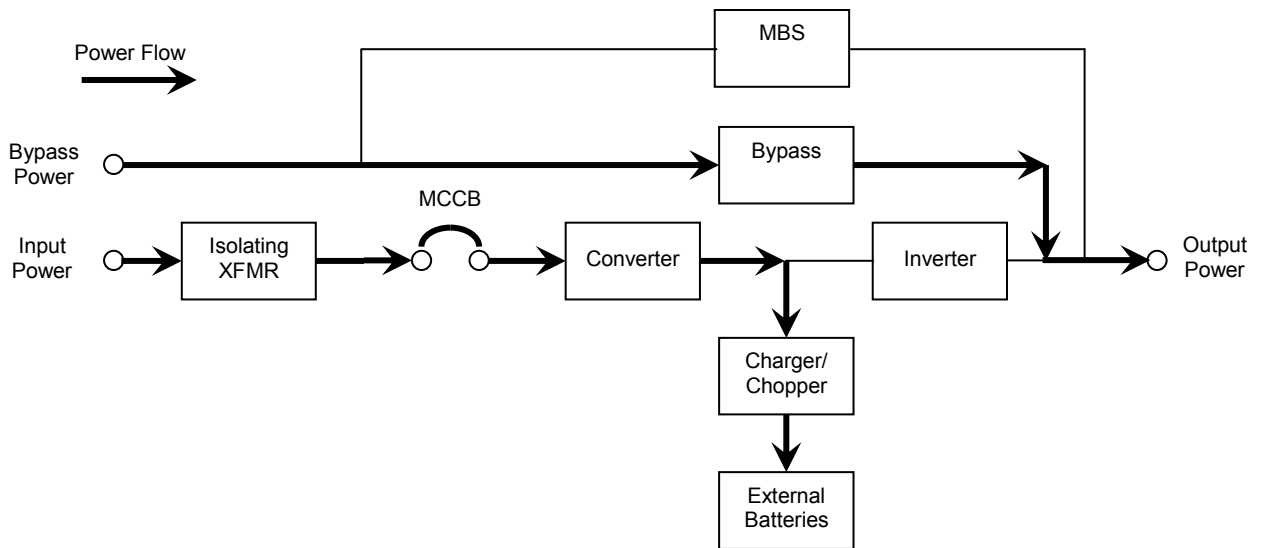 MBS
Power Flow
Bypass
Power
Bypass
MCCB
Input
Power
Isolating
XFMR
Converter
Inverter
Output
Power
Charger/
Chopper
External
Batteries